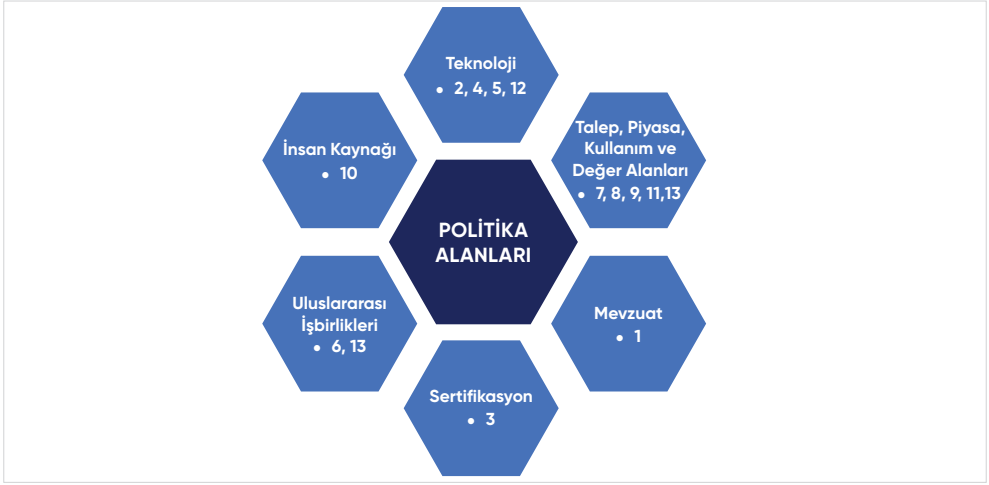 Teknoloji
• 2, 4, 5, 12
Talep, Piyasa,
Kullanım ve
Değer Alanları
• 7, 8, 9, 11,13
İnsan Kaynağı
• 10
POLİTİKA
ALANLARI
Uluslararası
İşbirlikleri
• 6, 13
Mevzuat
• 1
Sertifikasyon
• 3